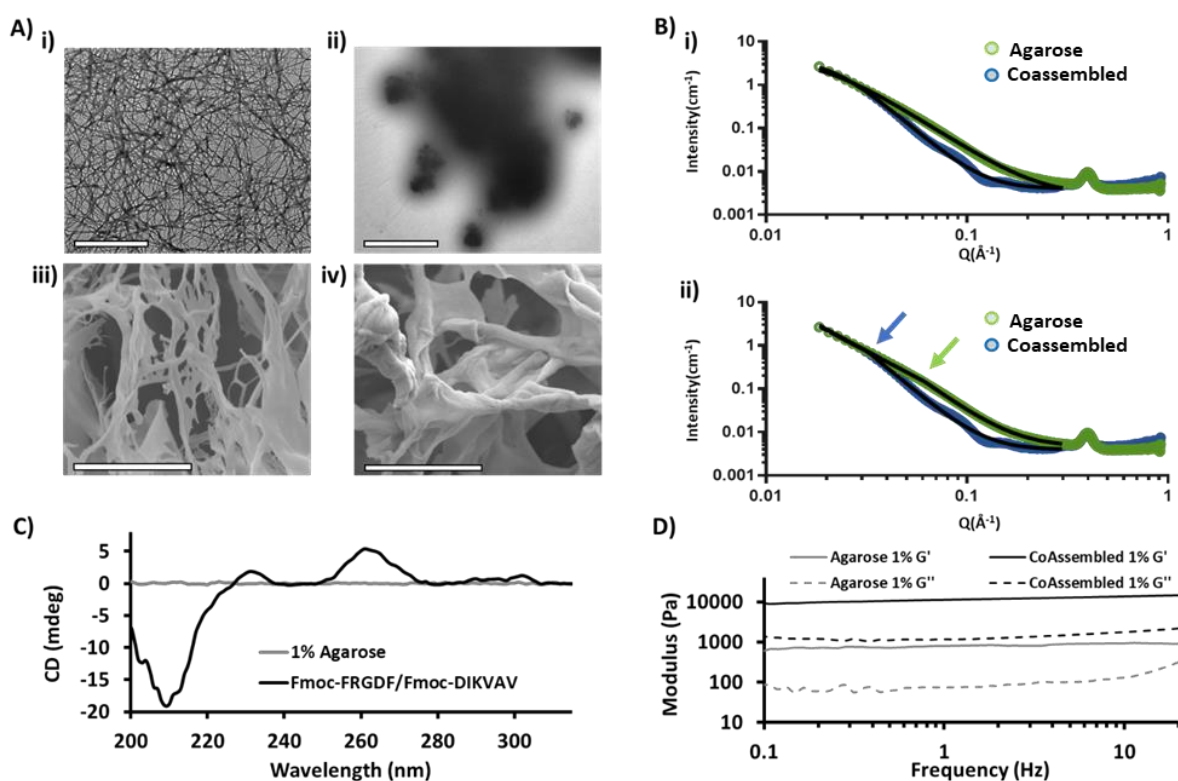 A)
i)
ii)
iii)
iv)
B)
i)
Intensity(cm⁻¹)
10
1
0.1
0.01
0.001
0.01
0.1
1
Q(Å⁻¹)
Agarose
Coassembled
ii)
Intensity(cm⁻¹)
10
1
0.1
0.01
0.001
0.01
0.1
1
Q(Å⁻¹)
Agarose
Coassembled
C)
CD (mdeg)
5
0
-5
-10
-15
-20
200
220
240
260
280
300
Wavelength (nm)
1% Agarose
Fmoc-FRGDF/Fmoc-DIKVAV
D)
Agarose 1% G'
CoAssembled 1% G'
Agarose 1% G''
CoAssembled 1% G''
Modulus (Pa)
10000
1000
100
10
0.1
1
10
Frequency (Hz)